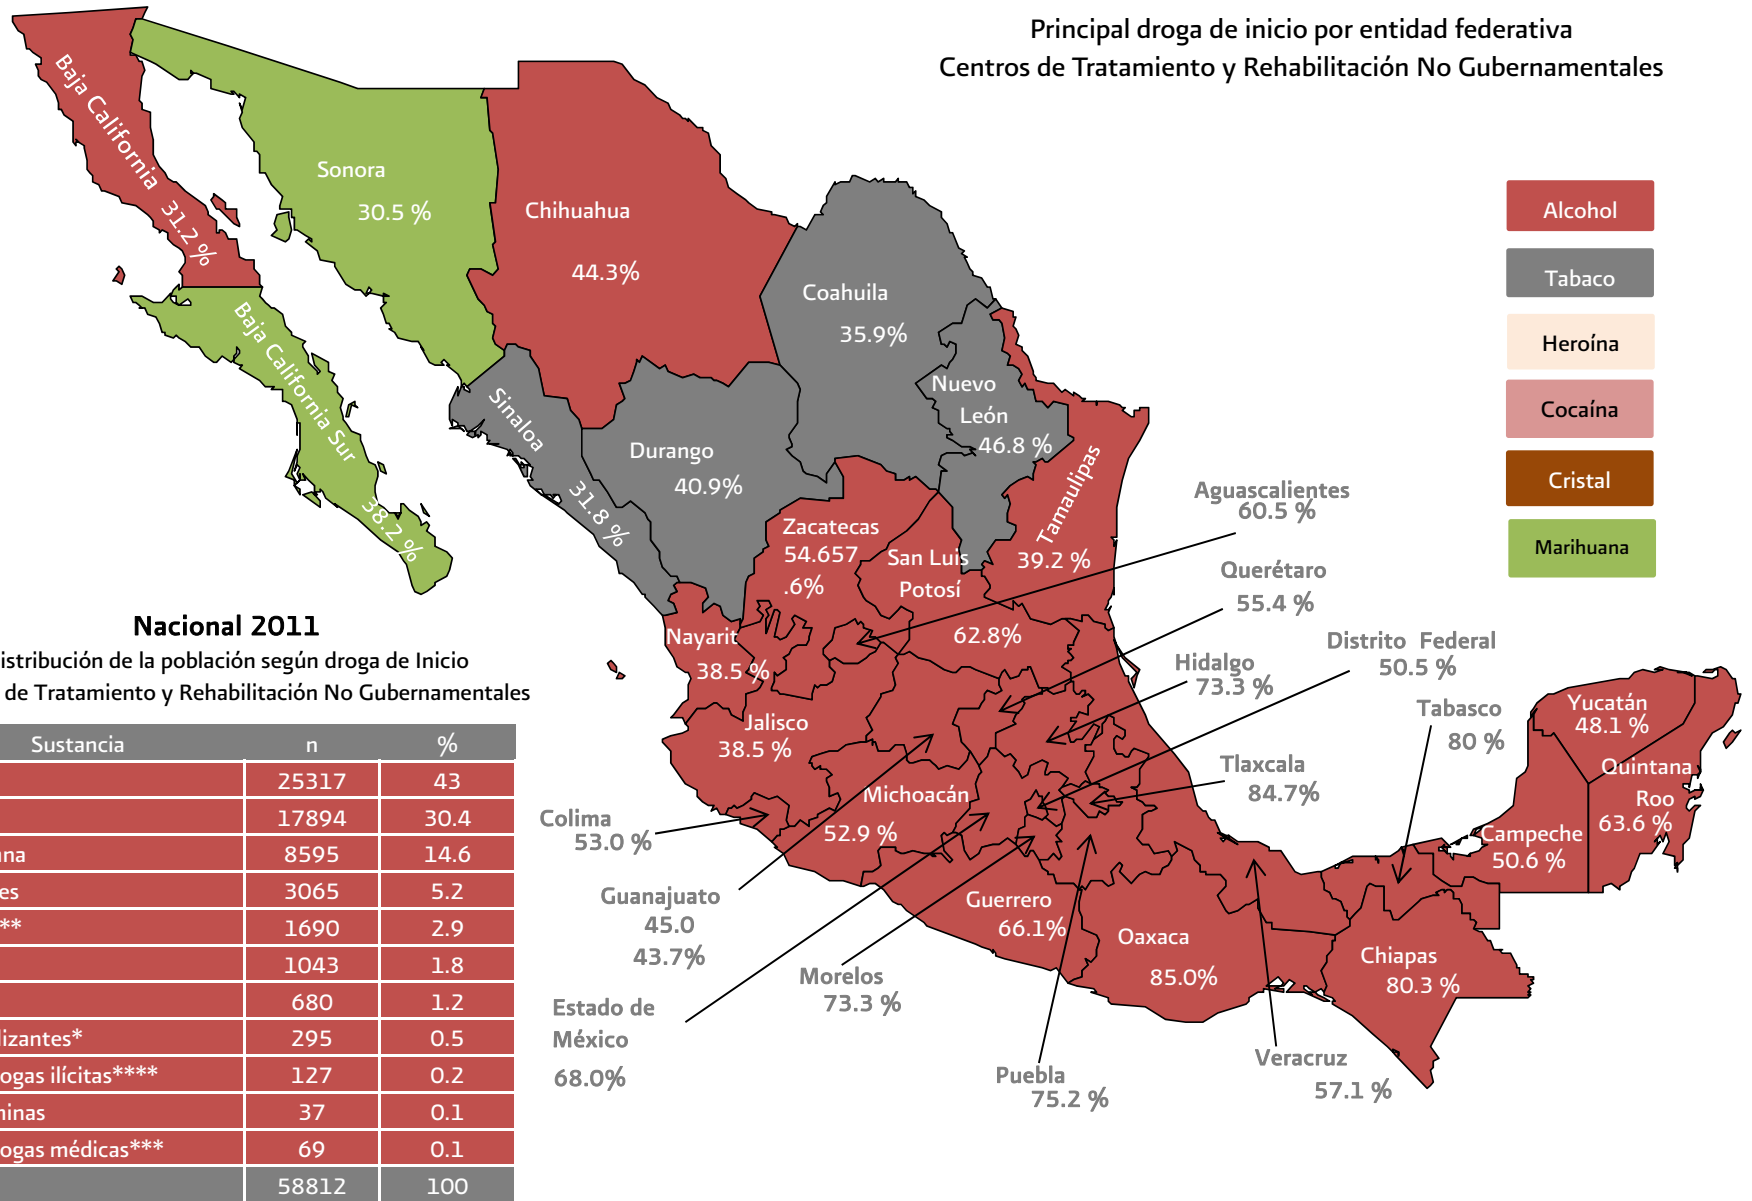 Principal droga de inicio por entidad federativa
Centros de Tratamiento y Rehabilitación No Gubernamentales
Baja California
31.2 %
Sonora
30.5 %
Chihuahua
44.3%
Coahuila
35.9%
Nuevo
León
46.8 %
Baja California Sur
38.2 %
Sinaloa
31.8 %
Durango
40.9%
Tamaulipas
39.2 %
Zacatecas
54.657
.6%
San Luis
Potosí
62.8%
Nayarit
38.5 %
Jalisco
38.5 %
Michoacán
52.9 %
Guerrero
66.1%
Oaxaca
85.0%
Chiapas
80.3 %
Campeche
50.6 %
Yucatán
48.1 %
Quintana
Roo
63.6 %
Aguascalientes
60.5 %
Querétaro
55.4 %
Hidalgo
73.3 %
Distrito Federal
50.5 %
Tabasco
80 %
Tlaxcala
84.7%
Colima
53.0 %
Guanajuato
45.0
43.7%
Estado de
México
68.0%
Morelos
73.3 %
Puebla
75.2 %
Veracruz
57.1 %
Alcohol
Tabaco
Heroína
Cocaína
Cristal
Marihuana
Nacional 2011
istribución de la población según droga de Inicio
de Tratamiento y Rehabilitación No Gubernamentales
Sustancia n %
25317 43
17894 30.4
na 8595 14.6
es 3065 5.2
** 1690 2.9
1043 1.8
680 1.2
lizantes* 295 0.5
ogas ilícitas**** 127 0.2
inas 37 0.1
ogas médicas*** 69 0.1
58812 100